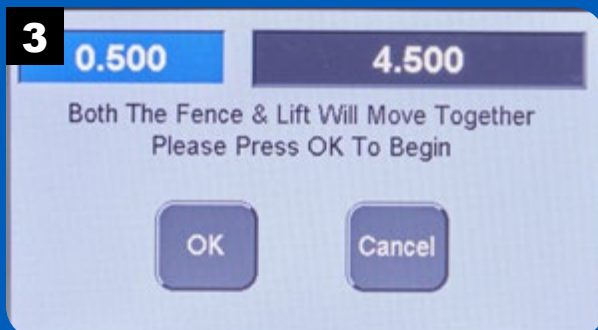 3
0.500 4.500
Both The Fence & Lift Will Move Together
Please Press OK To Begin
OK Cancel